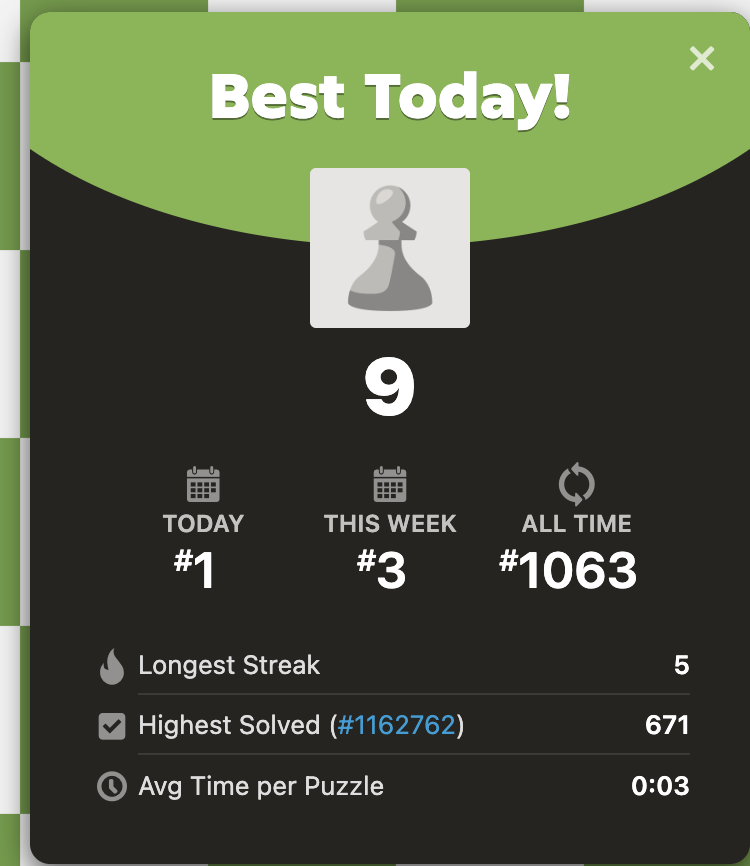 Best Today!
9
TODAY THIS WEEK ALL TIME
#1 #3 #1063
Longest Streak 5
Highest Solved (#1162762) 671
Avg Time per Puzzle 0:03